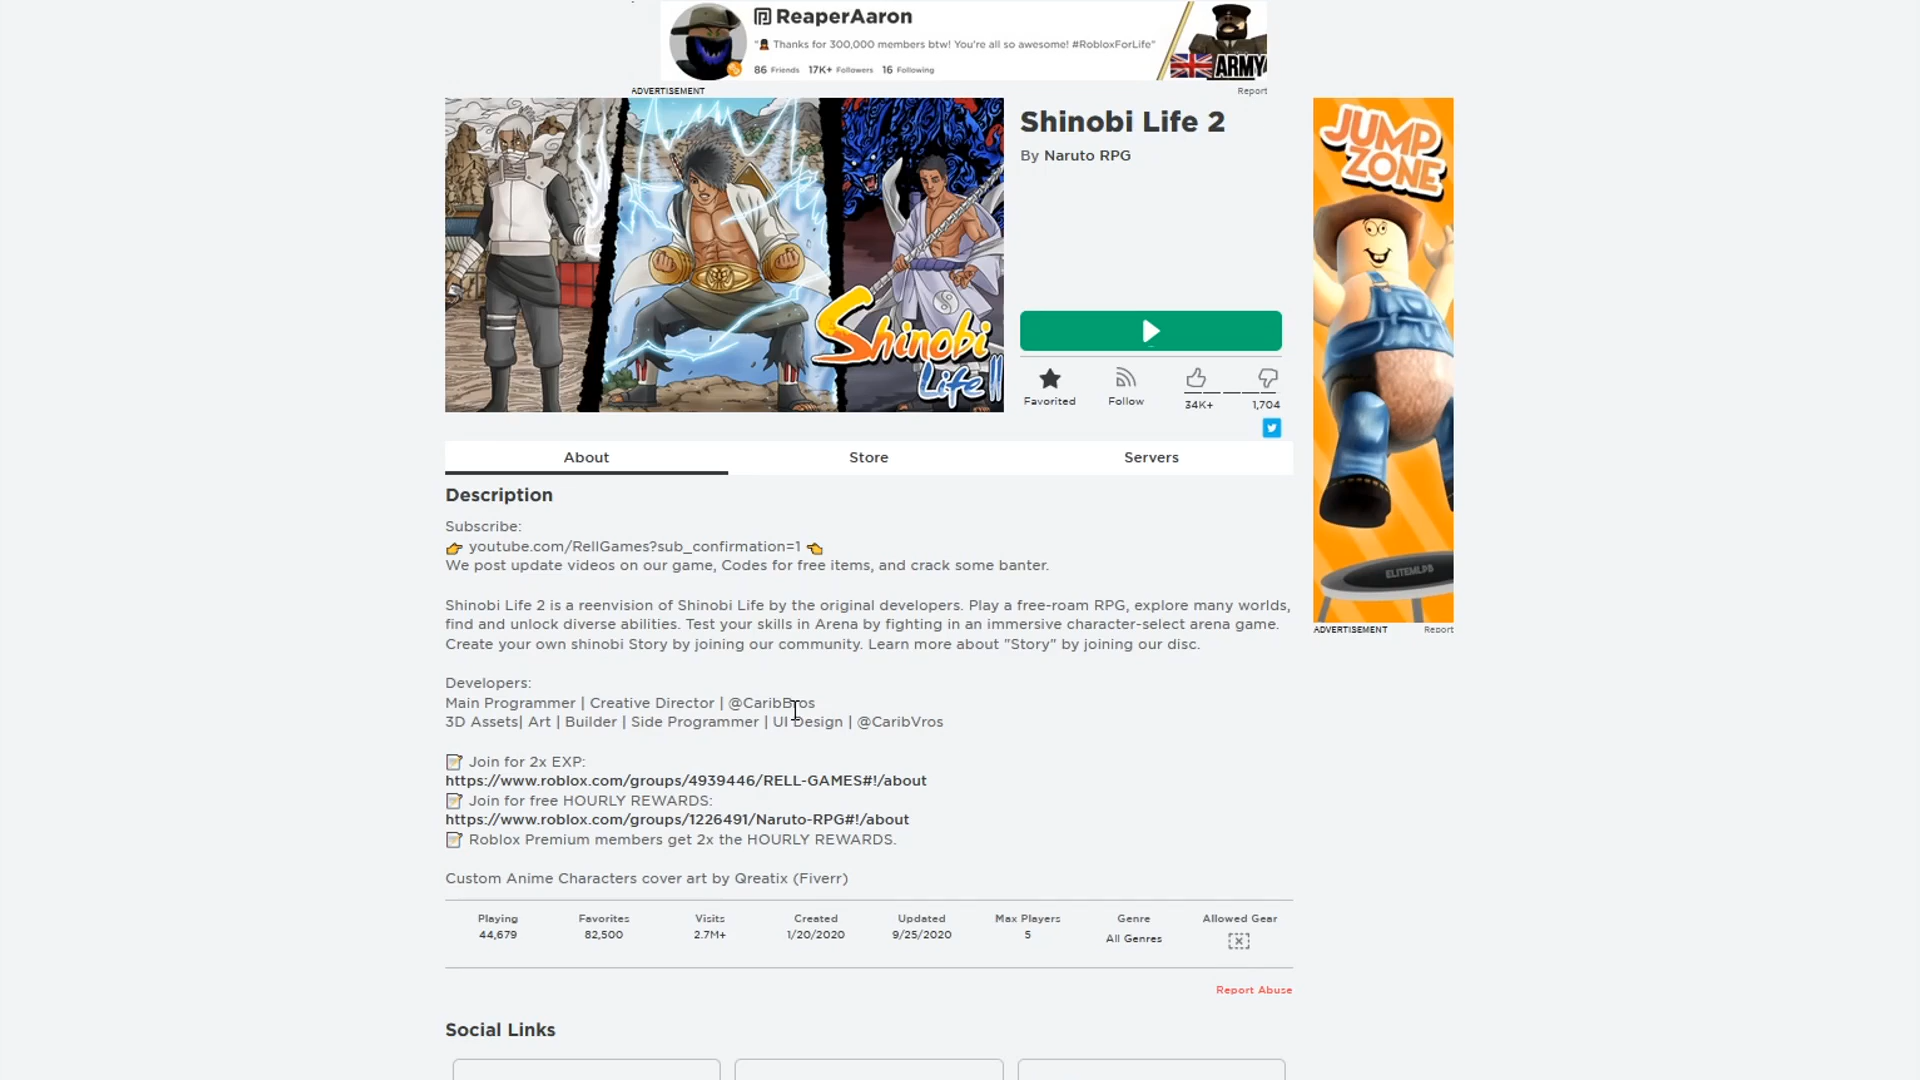 ReaperAaron
"Thanks for 300,000 members btw! You're all so awesome! #RobloxForLife"
86 Friends 17K+ Followers 16 Following
ARMY
ADVERTISEMENT
Report
Shinobi Life II
Shinobi Life 2
By Naruto RPG
Favorited
Follow
34K+
1,704
JUMP ZONE
ELITEMLPB
ADVERTISEMENT
Report
About
Store
Servers
Description
Subscribe:
👉 youtube.com/RellGames?sub_confirmation=1 👈
We post update videos on our game, Codes for free items, and crack some banter.
Shinobi Life 2 is a reenvision of Shinobi Life by the original developers. Play a free-roam RPG, explore many worlds,
find and unlock diverse abilities. Test your skills in Arena by fighting in an immersive character-select arena game.
Create your own shinobi Story by joining our community. Learn more about "Story" by joining our disc.
Developers:
Main Programmer | Creative Director | @CaribBros
3D Assets| Art | Builder | Side Programmer | UI Design | @CaribVros
📝 Join for 2x EXP:
https://www.roblox.com/groups/4939446/RELL-GAMES#!/about
📝 Join for free HOURLY REWARDS:
https://www.roblox.com/groups/1226491/Naruto-RPG#!/about
📝 Roblox Premium members get 2x the HOURLY REWARDS.
Custom Anime Characters cover art by Qreatix (Fiverr)
Playing Favorites Visits Created Updated Max Players Genre Allowed Gear
44,679 82,500 2.7M+ 1/20/2020 9/25/2020 5 All Genres
Report Abuse
Social Links